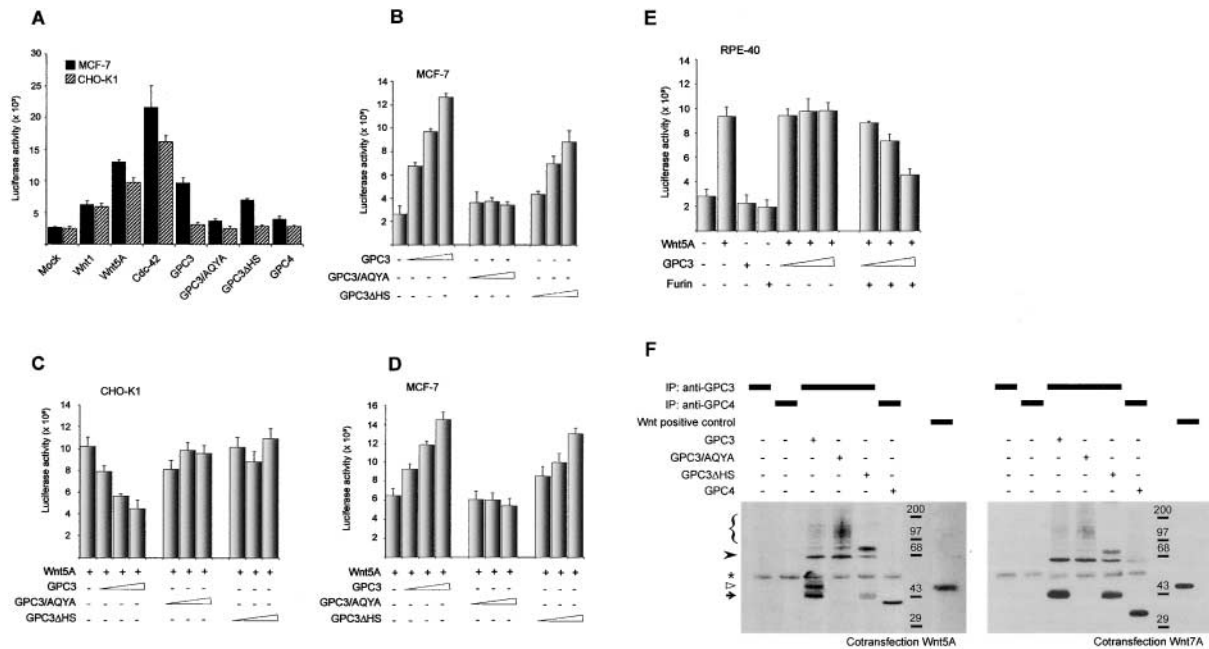 A
Luciferase activity (x 10⁵)
30
25
20
15
10
5
MCF-7
CHO-K1
Mock
Wnt1
Wnt5A
Cdc-42
GPC3
GPC3/AQYA
GPC3ΔHS
GPC4
B
MCF-7
Luciferase activity (x 10⁵)
14
12
10
8
6
4
2
GPC3 - - - - - - - -
GPC3/AQYA - - - - - - - -
GPC3ΔHS - - - - - - -
E
RPE-40
Luciferase activity (x 10⁵)
14
12
10
8
6
4
2
Wnt5A - + - - + + + + + +
GPC3 - - + -
Furin - - - + - - - + + +
C
CHO-K1
Luciferase activity (x 10⁵)
14
12
10
8
6
4
2
Wnt5A + + + + + + + + + +
GPC3 - - - - - - -
GPC3/AQYA - - - - - - - -
GPC3ΔHS - - - - - - -
D
MCF-7
Luciferase activity (x 10⁵)
16
14
12
10
8
6
4
2
Wnt5A + + + + + + + + + +
GPC3 - - - - - - -
GPC3/AQYA - - - - - - - -
GPC3ΔHS - - - - - - -
F
IP: anti-GPC3
IP: anti-GPC4
Wnt positive control
GPC3 - - + - - - - - + - - -
GPC3/AQYA - - - + - - - - - + - -
GPC3ΔHS - - - - + - - - - - + -
GPC4 - - - - - + - - - - - +
200
97
68
*
43
29
Cotransfection Wnt5A
200
97
68
43
29
Cotransfection Wnt7A